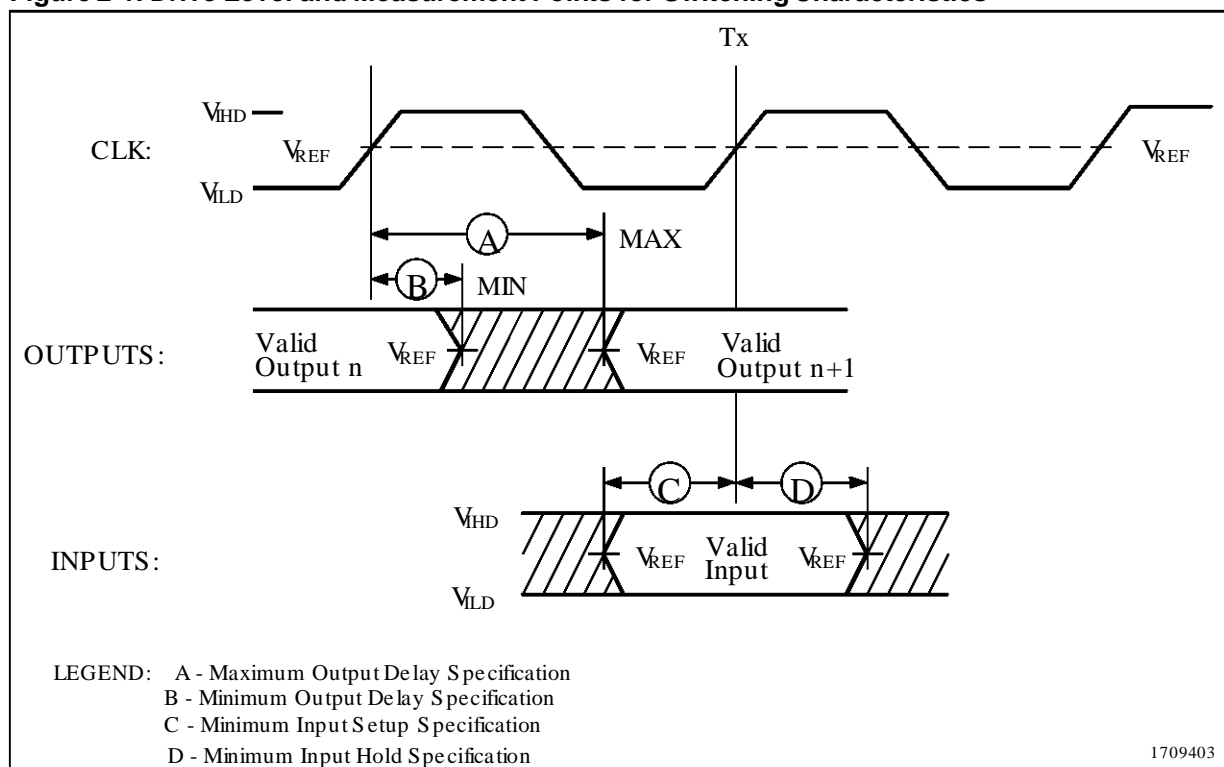 Tx
VIHD
CLK: VREF VREF
VILD
A MAX
B MIN
OUTPUTS: Valid Output n VREF VREF Valid Output n+1
C D
VIHD
INPUTS: VREF Valid Input VREF
VILD
LEGEND: A - Maximum Output Delay Specification
B - Minimum Output Delay Specification
C - Minimum Input Setup Specification
D - Minimum Input Hold Specification
1709403